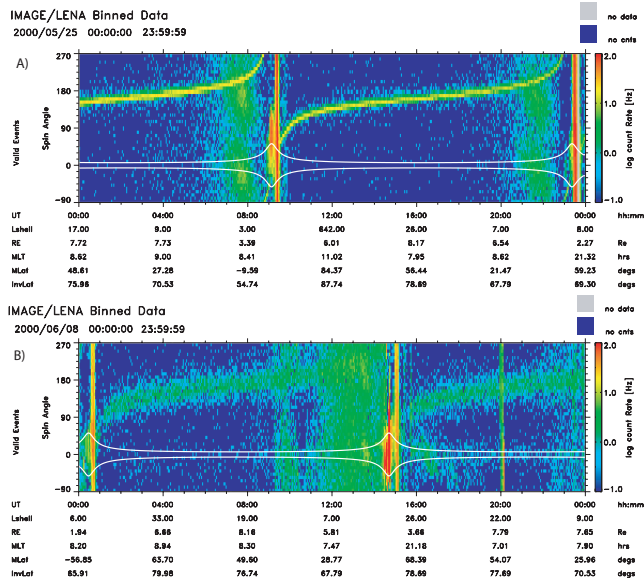 IMAGE/LENA Binned Data
no data
2000/05/25 00:00:00 23:59:59
no cnts
A)
Valid Events
Spin Angle
270
180
90
0
-90
2.0
1.0
0.0
-1.0
log count Rate [Hz]
UT 00:00 04:00 08:00 12:00 16:00 20:00 00:00 hh:mm
Lshell 17.00 9.00 3.00 642.00 26.00 7.00 8.00
RE 7.72 7.73 3.39 6.01 8.17 6.54 2.27 Re
MLT 8.62 9.00 8.41 11.02 7.95 8.62 21.32 hrs
MLat 48.61 27.28 -9.59 84.37 56.44 21.47 59.23 degs
InvLat 75.96 70.53 54.74 87.74 78.69 67.79 69.30 degs
IMAGE/LENA Binned Data
no data
2000/06/08 00:00:00 23:59:59
no cnts
B)
Valid Events
Spin Angle
270
180
90
0
-90
2.0
1.0
0.0
-1.0
log count Rate [Hz]
UT 00:00 04:00 08:00 12:00 16:00 20:00 00:00 hh:mm
Lshell 6.00 33.00 19.00 7.00 26.00 22.00 9.00
RE 1.94 6.66 8.16 5.81 3.66 7.79 7.65 Re
MLT 8.20 8.94 8.30 7.47 21.18 7.01 7.90 hrs
MLat -56.85 63.70 49.60 28.77 68.39 54.07 25.96 degs
InvLat 65.91 79.98 76.74 67.79 78.69 77.69 70.53 degs